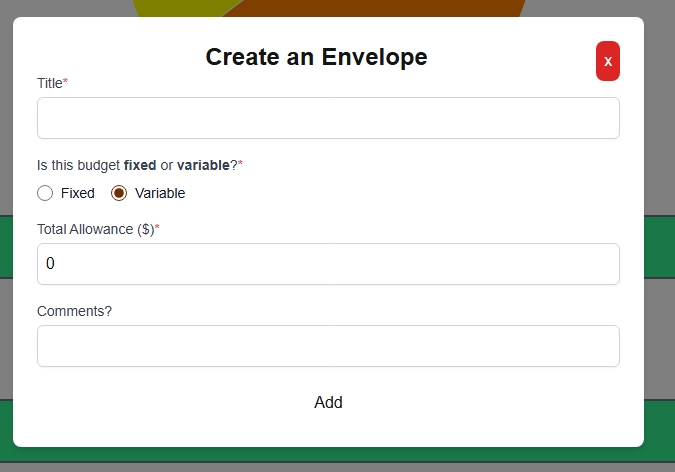 Create an Envelope
x
Title*
Is this budget fixed or variable?*
Fixed Variable
Total Allowance ($)*
0
Comments?
Add